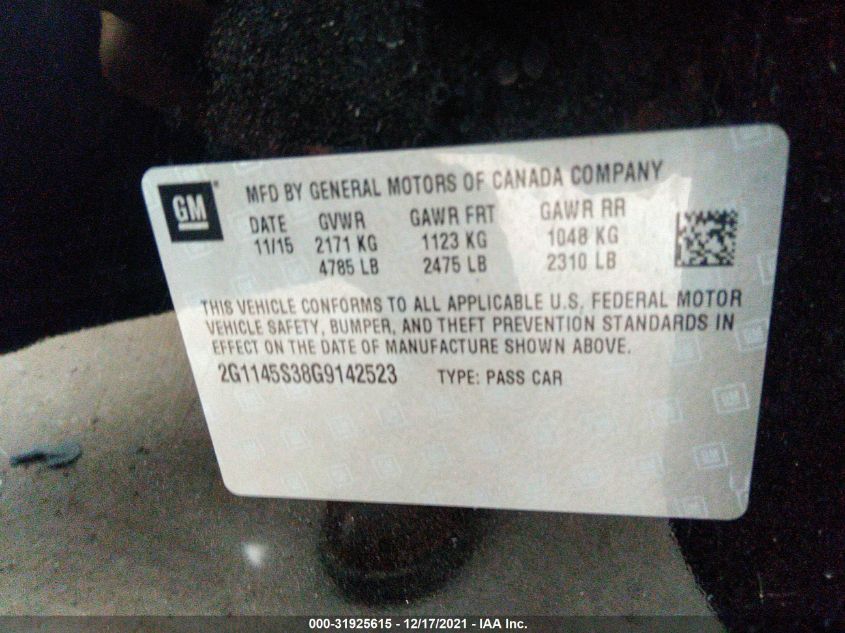 GM
MFD BY GENERAL MOTORS OF CANADA COMPANY
DATE GVWR GAWR FRT GAWR RR
11/15 2171 KG 1123 KG 1048 KG
4785 LB 2475 LB 2310 LB
THIS VEHICLE CONFORMS TO ALL APPLICABLE U.S. FEDERAL MOTOR
VEHICLE SAFETY, BUMPER, AND THEFT PREVENTION STANDARDS IN
EFFECT ON THE DATE OF MANUFACTURE SHOWN ABOVE.
2G1145S38G9142523 TYPE: PASS CAR
000-31925615 - 12/17/2021 - IAA Inc.